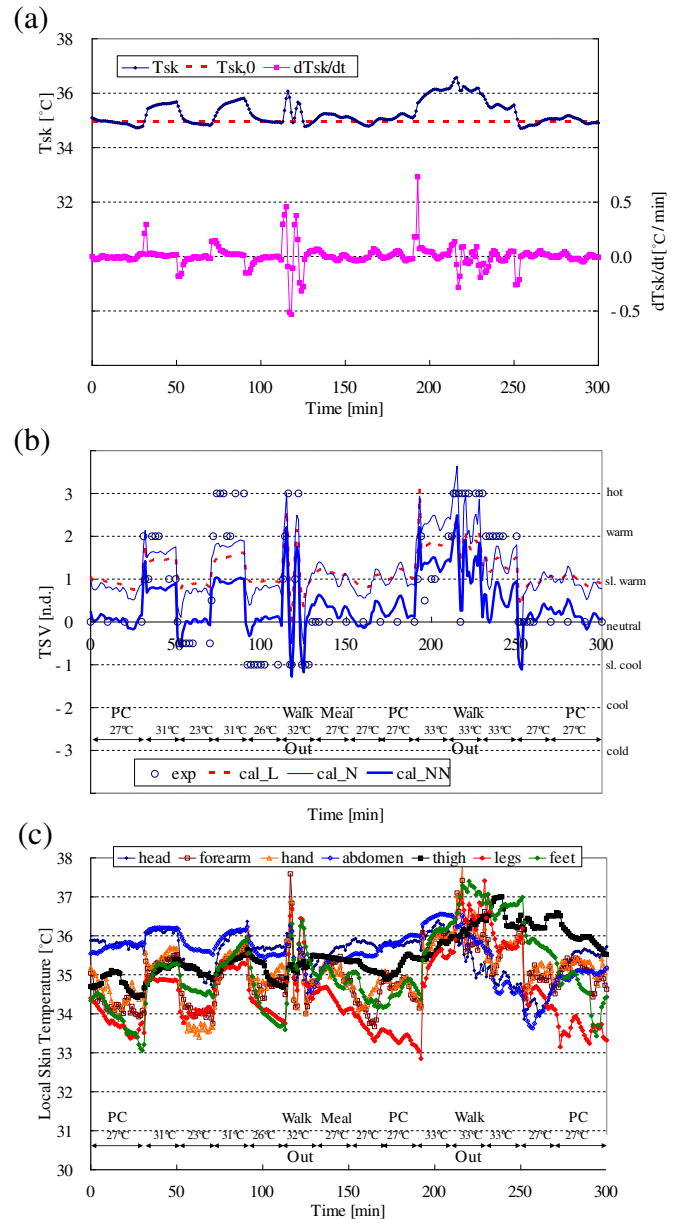 (a)
38
36
34
32
Tsk [℃]
Tsk
Tsk,0
dTsk/dt
0.5
0.0
- 0.5
dTsk/dt[℃ / min]
0 50 100 150 200 250 300
Time [min]
(b)
3
2
1
0
- 1
- 2
- 3
TSV [n.d.]
hot
warm
sl. warm
neutral
sl. cool
cool
cold
0 50 100 150 200 250 300
PC Walk Meal PC Walk PC
27℃ 31℃ 23℃ 31℃ 26℃ 32℃ 27℃ 27℃ 27℃ 33℃ 33℃ 33℃ 27℃ 27℃
Out Out
exp cal_L cal_N cal_NN
Time [min]
(c)
38
37
36
35
34
33
32
31
30
Local Skin Temperature [℃]
head forearm hand abdomen thigh legs feet
PC Walk Meal PC Walk PC
27℃ 31℃ 23℃ 31℃ 26℃ 32℃ 27℃ 27℃ 27℃ 33℃ 33℃ 33℃ 27℃ 27℃
Out Out
0 50 100 150 200 250 300
Time [min]